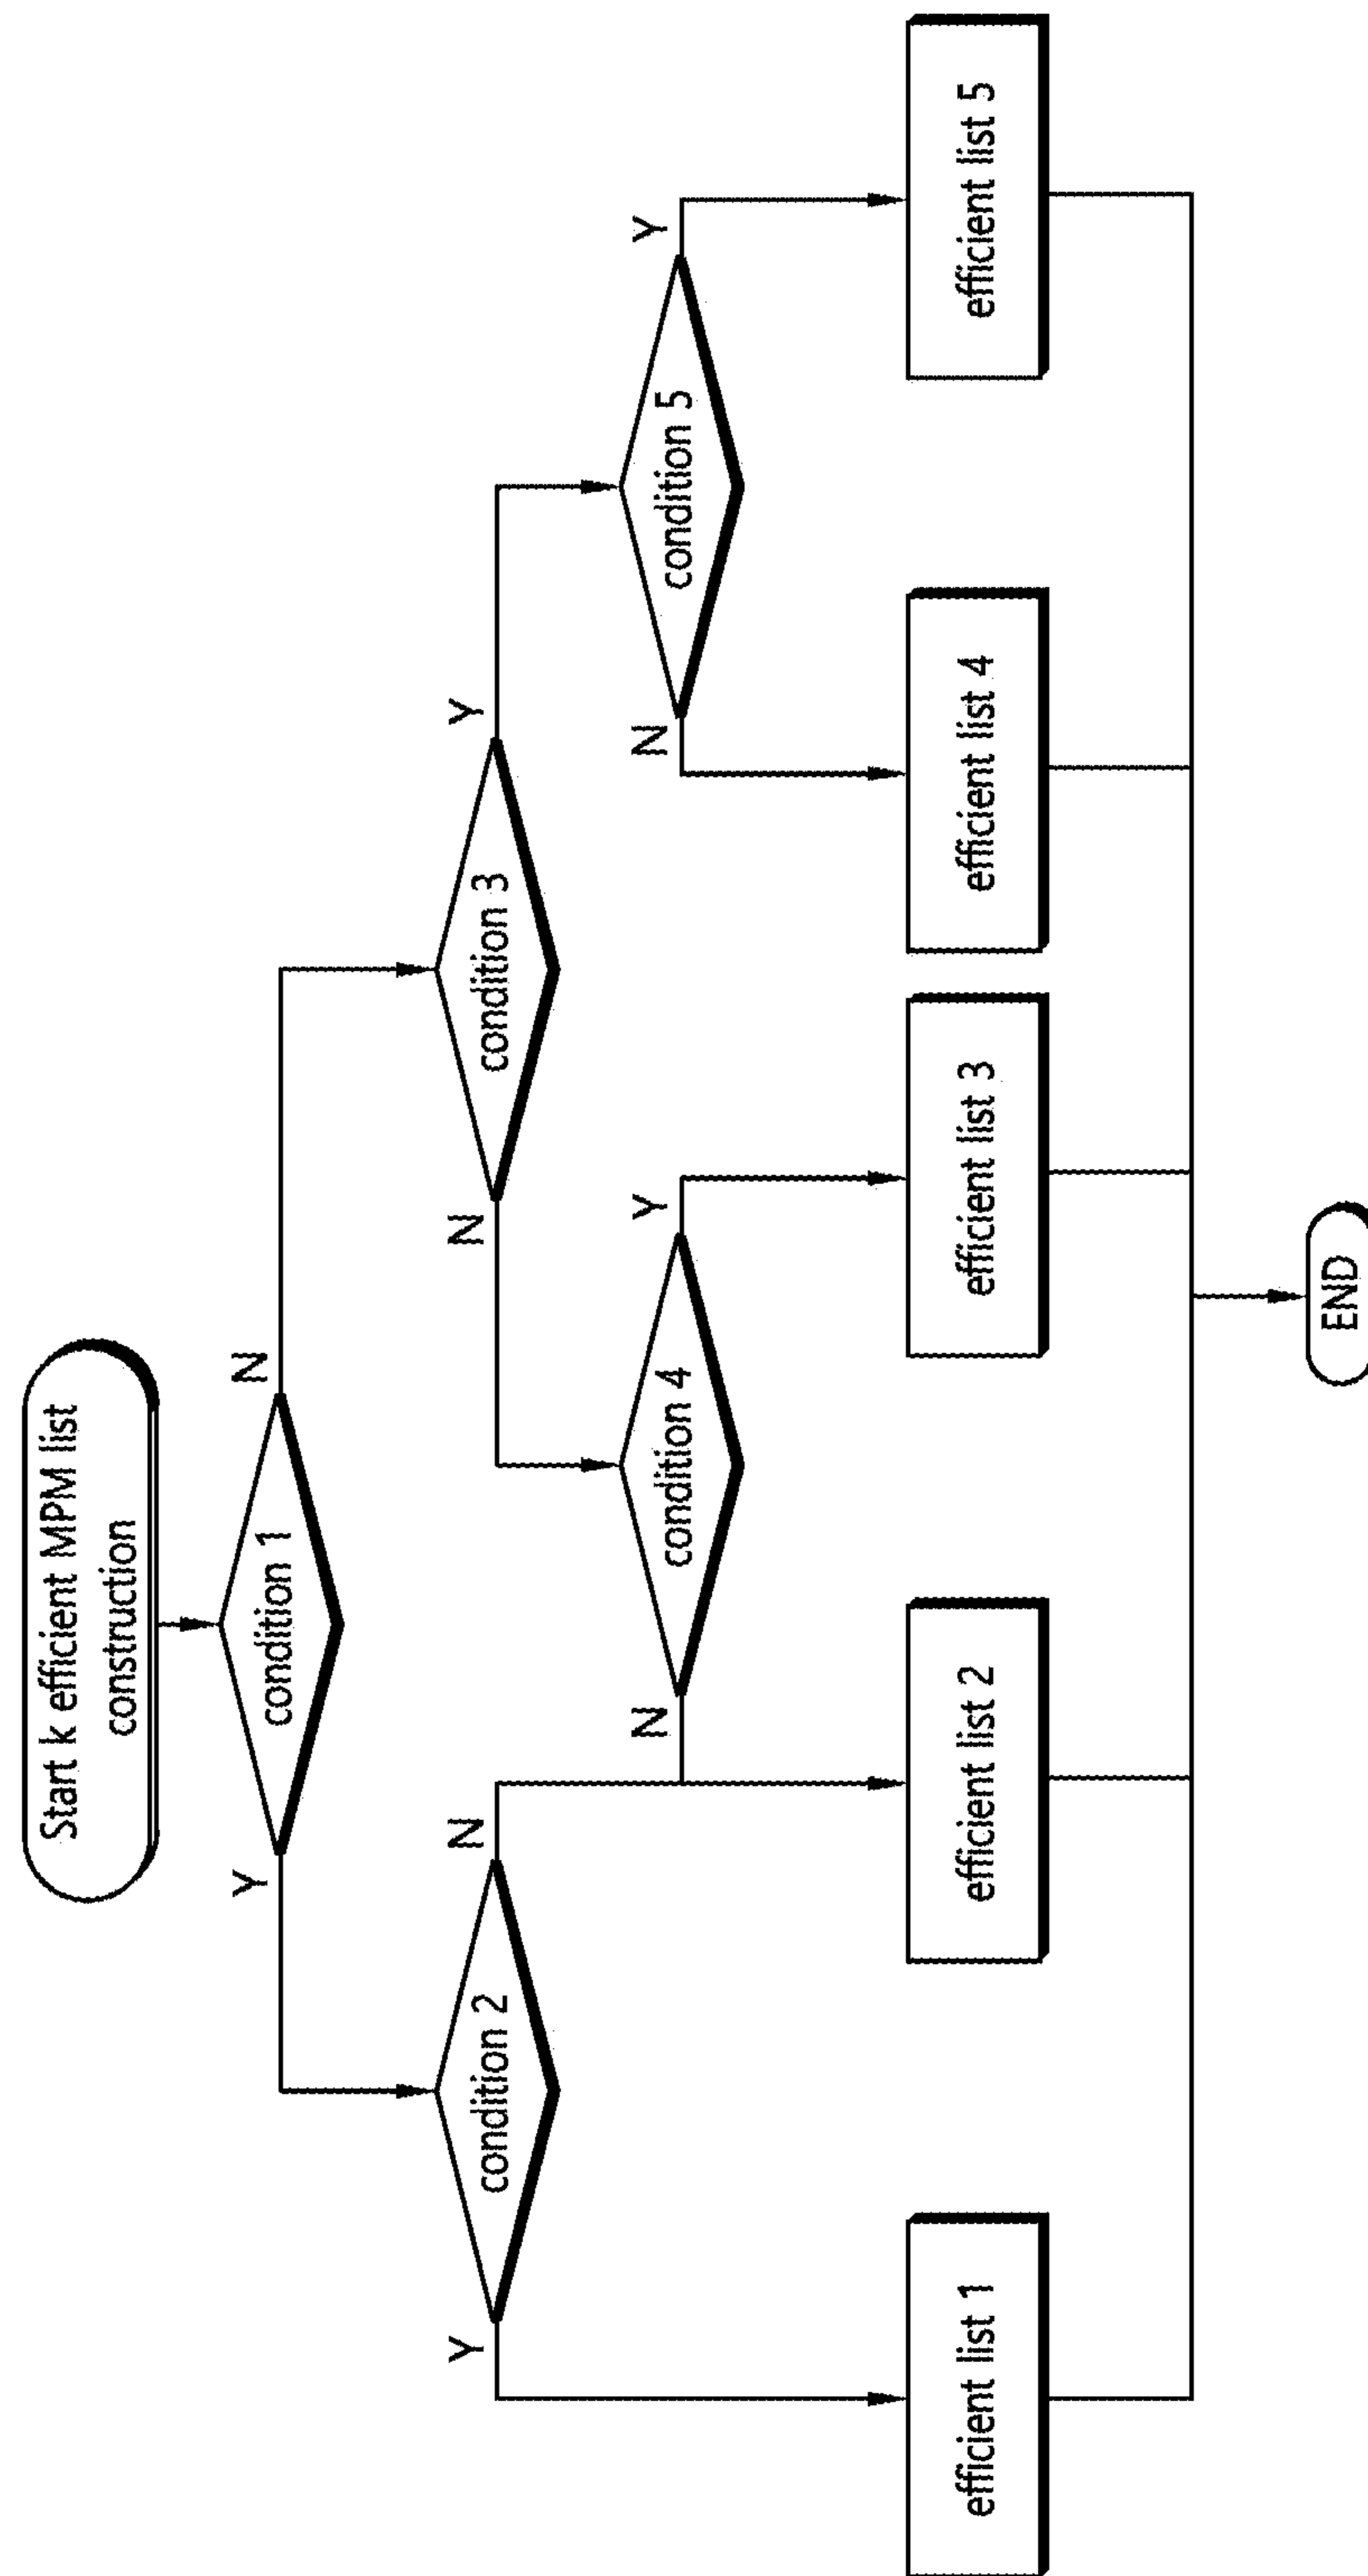 Start k efficient MPM list
construction
condition 1
Y
N
condition 2
condition 3
Y
N
N
Y
condition 4
condition 5
N
Y
N
Y
efficient list 1
efficient list 2
efficient list 3
efficient list 4
efficient list 5
END